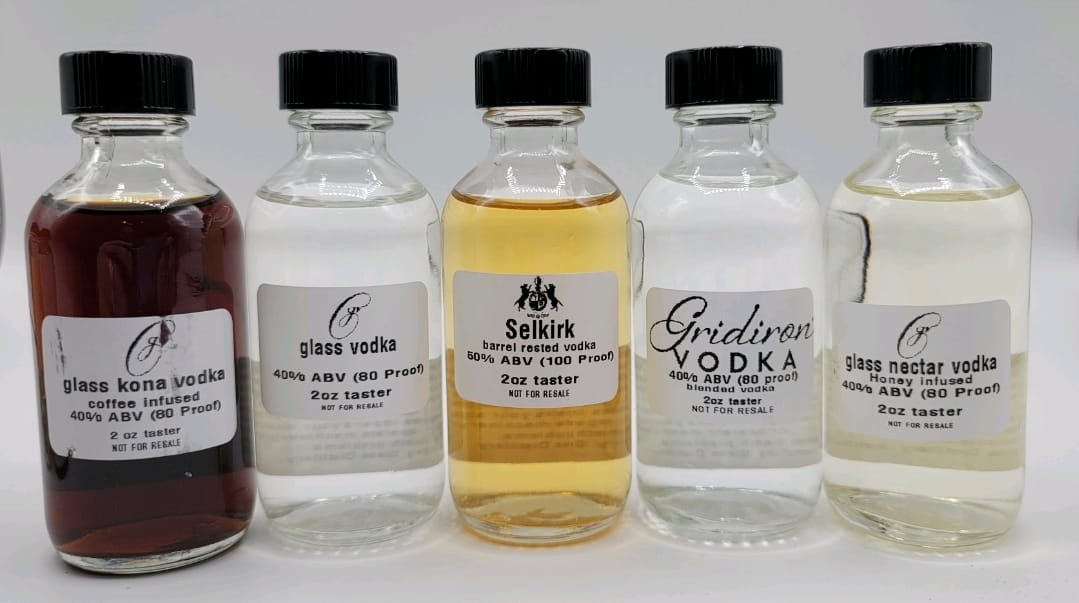 glass kona vodka
coffee infused
40% ABV (80 Proof)
2 oz taster
NOT FOR RESALE
glass vodka
40% ABV (80 Proof)
2oz taster
NOT FOR RESALE
Selkirk
barrel rested vodka
50% ABV (100 Proof)
2oz taster
NOT FOR RESALE
Gridiron
VODKA
40% ABV (80 proof)
blended vodka
2oz taster
NOT FOR RESALE
glass nectar vodka
Honey infused
40% ABV (80 Proof)
2oz taster
NOT FOR RESALE